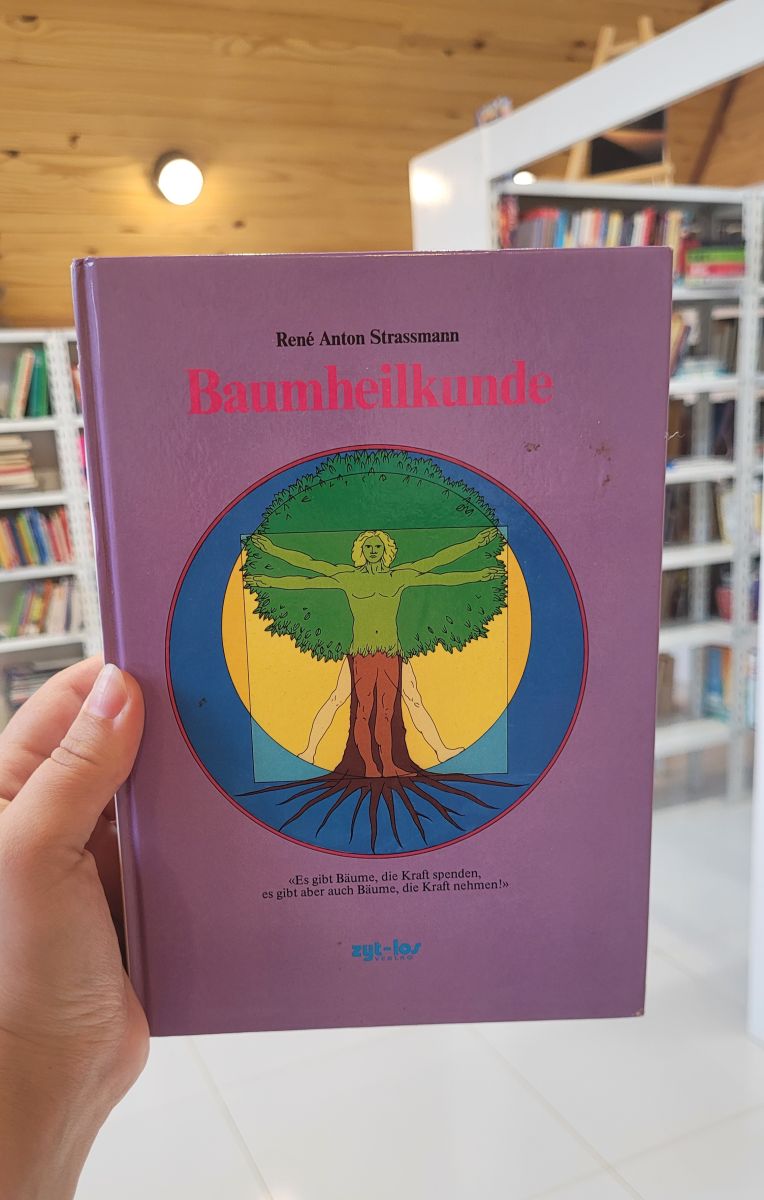 René Anton Strassmann
Baumheilkunde
«Es gibt Bäume, die Kraft spenden,
es gibt aber auch Bäume, die Kraft nehmen!»
zyt-los
VERLAG